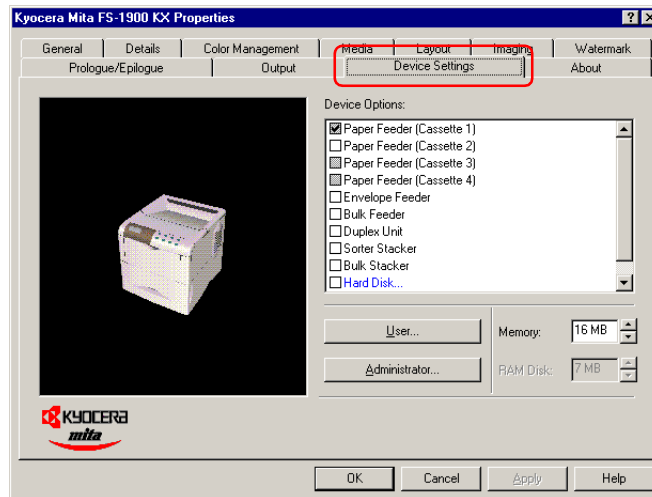 Kyocera Mita FS-1900 KX Properties
General Details Color Management Media Layout Imaging Watermark
Prologue/Epilogue Output Device Settings About
Device Options:
Paper Feeder (Cassette 1)
Paper Feeder (Cassette 2)
Paper Feeder (Cassette 3)
Paper Feeder (Cassette 4)
Envelope Feeder
Bulk Feeder
Duplex Unit
Sorter Stacker
Bulk Stacker
Hard Disk...
User... Memory: 16 MB
Administrator... RAM Disk: 7 MB
KYOCERA
mita
OK Cancel Apply Help